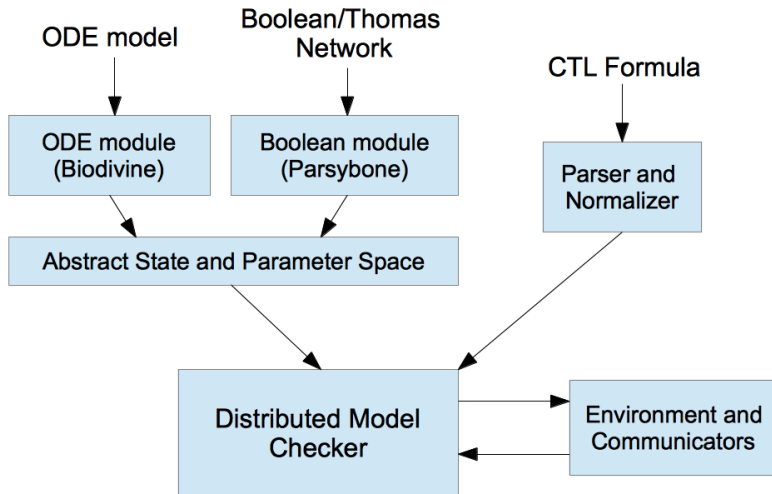 ODE model
Boolean/Thomas
Network
CTL Formula
ODE module
(Biodivine)
Boolean module
(Parsybone)
Parser and
Normalizer
Abstract State and Parameter Space
Distributed Model
Checker
Environment and
Communicators